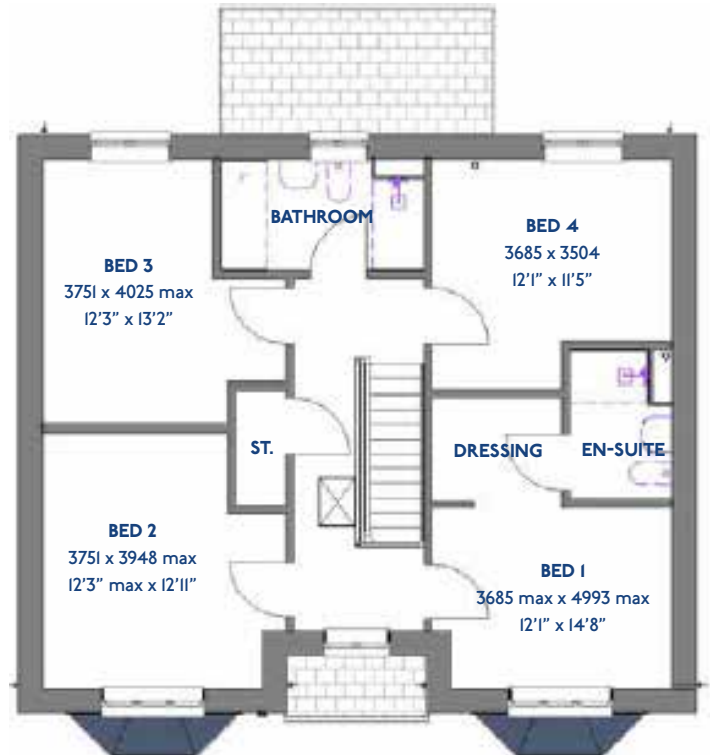 BATHROOM
BED 3
3751 x 4025 max
12'3" x 13'2"
BED 4
3685 x 3504
12'1" x 11'5"
ST.
DRESSING
EN-SUITE
BED 2
3751 x 3948 max
12'3" max x 12'11"
BED 1
3685 max x 4993 max
12'1" x 14'8"